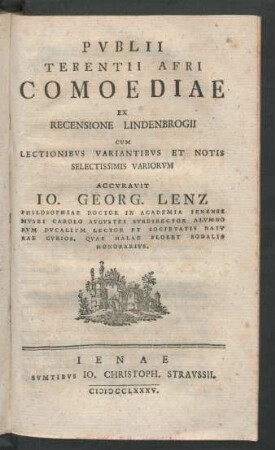 PVBLII
TERENTII AFRI
COMOEDIAE
EX
RECENSIONE LINDENBROGII
CVM
LECTIONIBVS VARIANTIBVS ET NOTIS
SELECTISSIMIS VARIORVM
ACCVRAVIT
IO. GEORG. LENZ
PHILOSOPHIAE DOCTOR IN ACADEMIA IENENSI
MVSEI CAROLO AVGVSTEI SVBDIRECTOR ALVMNO
RVM DVCALIVM LECTOR ET SOCIETATIS NATV
RAE CVRIOS. QVAE HALAE FLORET SODALIS
HONORARIVS.
IENAE
SVMTIBVS IO. CHRISTOPH. STRAVSSII.
CIƆIƆCCLXXXV.